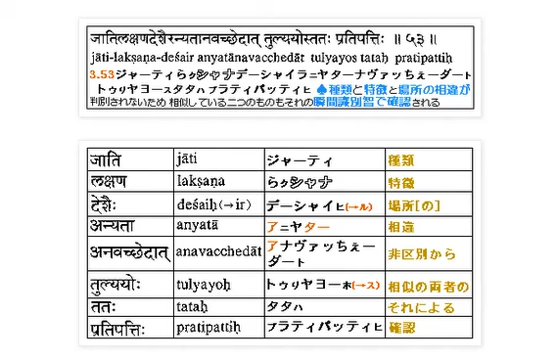 जातिलक्षणदेशैरन्यतानवच्छेदात् तुल्ययोस्ततः प्रतिपत्तिः ॥५३॥
jāti-lakṣaṇa-deśair anyatānavacchedāt tulyayos tataḥ pratipattiḥ
3.53ジャーティらㇰシャナデーシャイラニヤターナヴァッちぇーダート
トゥㇼヤヨースタタハ プラティパッティヒ ♠種類と特徴と場所の相違が
判別されないため 相似している二つのものもそれの瞬間識別智で確認される
जाति jāti ジャーティ 種類
लक्षण lakṣaṇa らㇰシャナ 特徴
देशैः deśaiḥ(→ir) デーシャイヒ(→ル) 場所[の]
अन्यता anyatā アニヤター 相違
अनवच्छेदात् anavacchedāt アナヴァッちぇー 非区別から
ダート
तुल्ययोः tulyayoḥ トゥㇼヤヨーホ(→ス) 相似の両者の
ततः tataḥ タタハ それによる
प्रतिपत्तिः pratipattiḥ プラティパッティヒ 確認